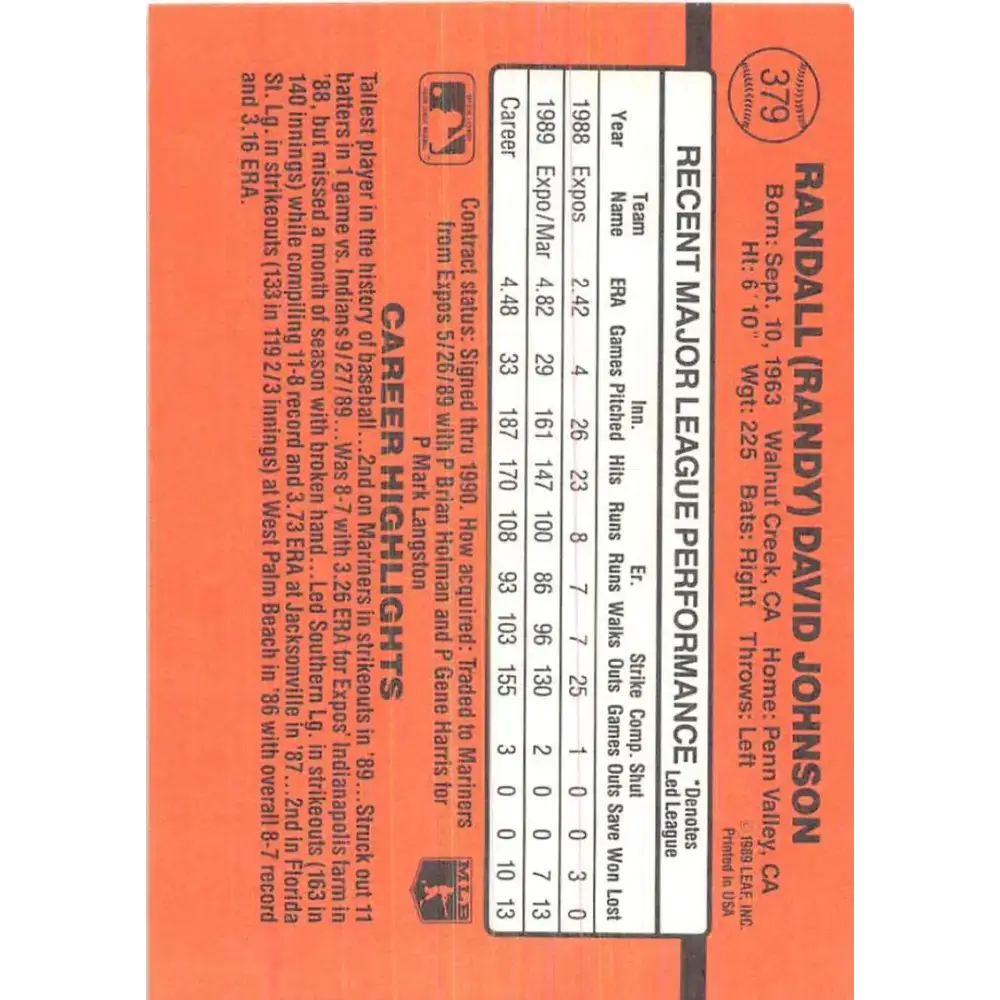 379
RANDALL (RANDY) DAVID JOHNSON
Born: Sept. 10, 1963 Walnut Creek, CA Home: Penn Valley, CA
Ht: 6'10" Wgt: 225 Bats: Right Throws: Left
© 1989 LEAF, INC.
Printed in USA
RECENT MAJOR LEAGUE PERFORMANCE
*Denotes
Led League
Team Inn. Er. Strike Comp. Shut
Year Name ERA Games Pitched Hits Runs Runs Walks Outs Games Outs Save Won Lost
1988 Expos 2.42 4 26 23 8 7 7 25 1 0 0 3 0
1989 Expo/Mar 4.82 29 161 147 100 86 96 130 2 0 0 7 13
Career 4.48 33 187 170 108 93 103 155 3 0 0 10 13
Contract status: Signed thru 1990. How acquired: Traded to Mariners
from Expos 5/26/89 with P Brian Holman and P Gene Harris for
P Mark Langston
MLB
CAREER HIGHLIGHTS
Tallest player in the history of baseball...2nd on Mariners in strikeouts in '89...Struck out 11
batters in 1 game vs. Indians 9/27/89...Was 8-7 with 3.26 ERA for Expos' Indianapolis farm in
'88, but missed a month of season with broken hand...Led Southern Lg. in strikeouts (163 in
140 innings) while compiling 11-8 record and 3.73 ERA at Jacksonville in '87...2nd in Florida
St. Lg. in strikeouts (133 in 119 2/3 innings) at West Palm Beach in '86 with overall 8-7 record
and 3.16 ERA.